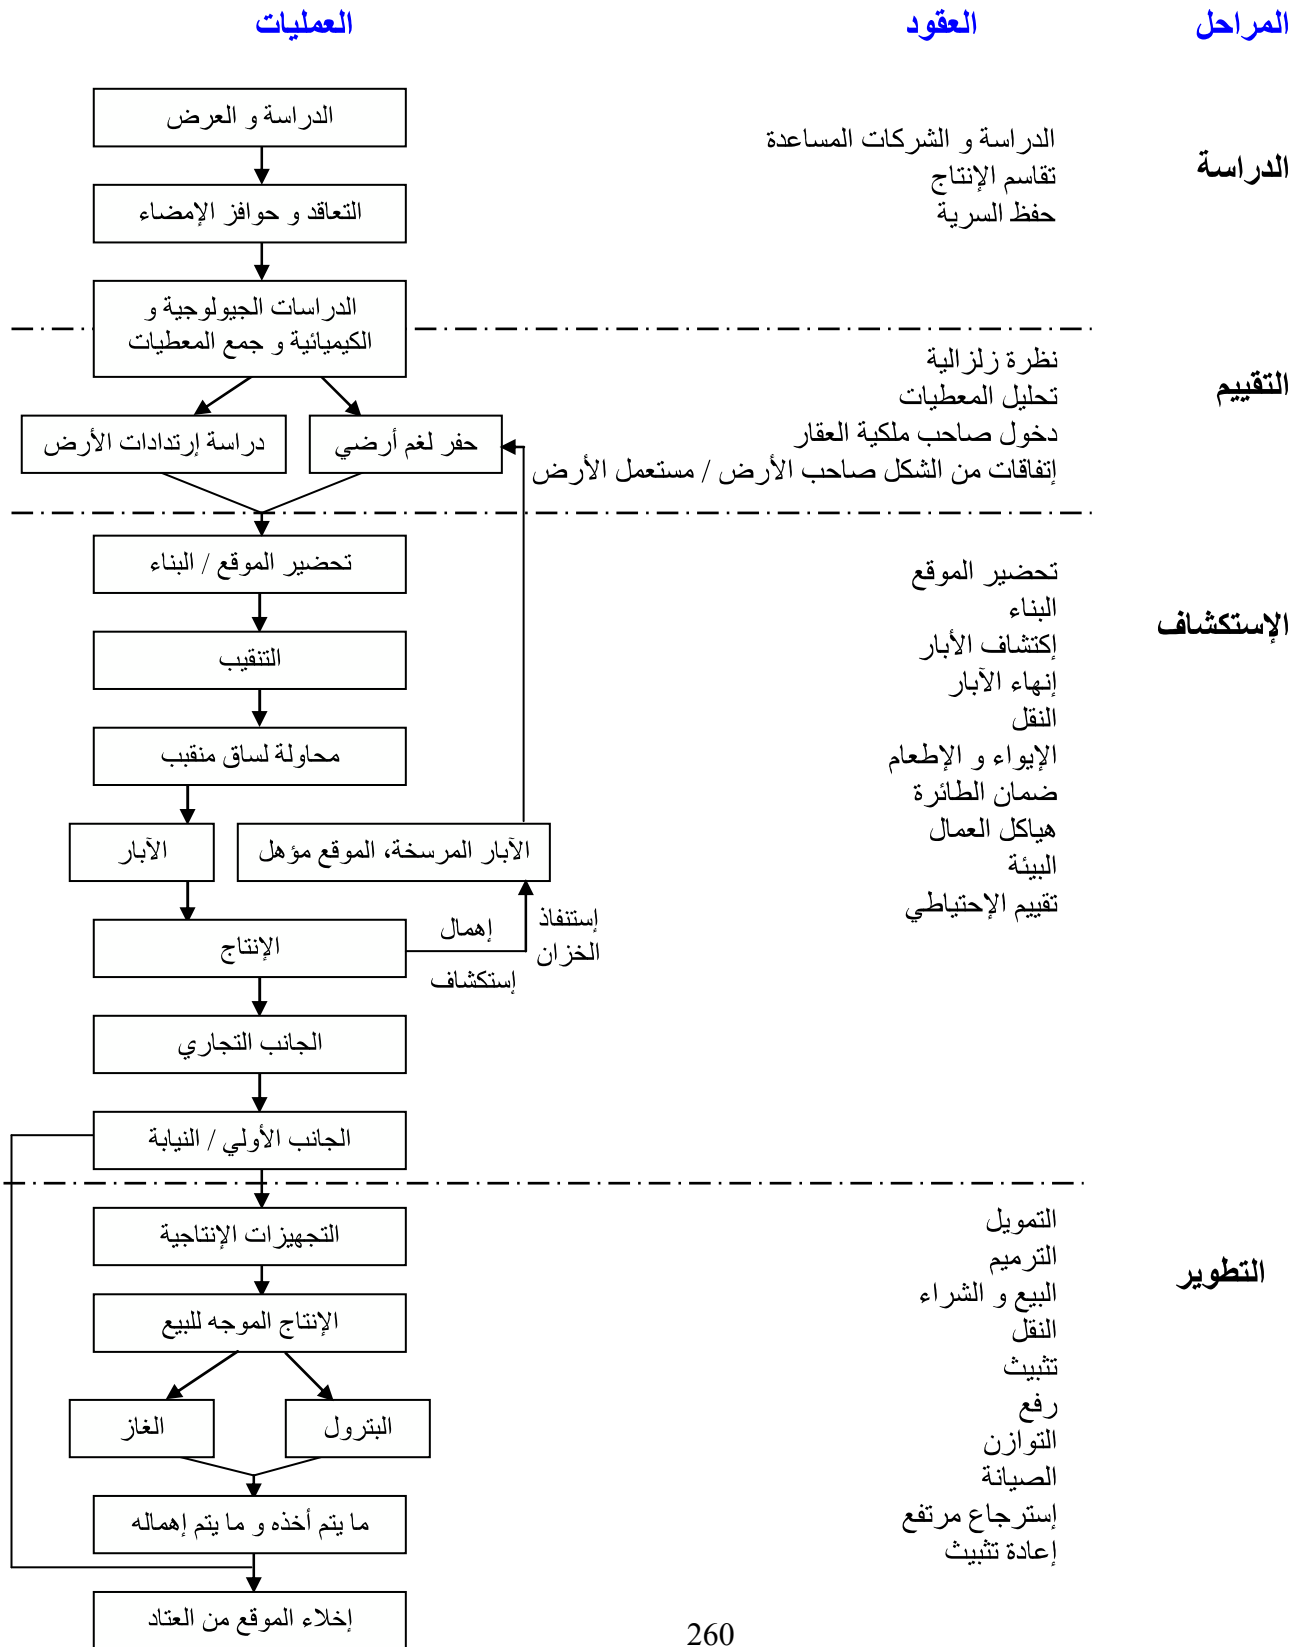 المراحل
العقود
العمليات
الدراسة
الدراسة و الشركات المساعدة
تقاسم الإنتاج
حفظ السرية
الدراسة و العرض
التعاقد و حوافز الإمضاء
الدراسات الجيولوجية و
الكيميائية و جمع المعطيات
التقييم
نظرة زلزالية
تحليل المعطيات
دخول صاحب ملكية العقار
إتفاقات من الشكل صاحب الأرض / مستعمل الأرض
حفر لغم أرضي
دراسة إرتدادات الأرض
الإستكشاف
تحضير الموقع
البناء
إكتشاف الأبار
إنهاء الآبار
النقل
الإيواء و الإطعام
ضمان الطائرة
هياكل العمال
البيئة
تقييم الإحتياطي
تحضير الموقع / البناء
التنقيب
محاولة لساق منقبب
الآبار المرسخة، الموقع مؤهل
الآبار
إستنفاذ
الخزان
إهمال
إستكشاف
الإنتاج
الجانب التجاري
الجانب الأولي / النيابة
التطوير
التمويل
الترميم
البيع و الشراء
النقل
تثبيث
رفع
التوازن
الصيانة
إسترجاع مرتفع
إعادة تثبيث
التجهيزات الإنتاجية
الإنتاج الموجه للبيع
البترول
الغاز
ما يتم أخذه و ما يتم إهماله
إخلاء الموقع من العتاد
260